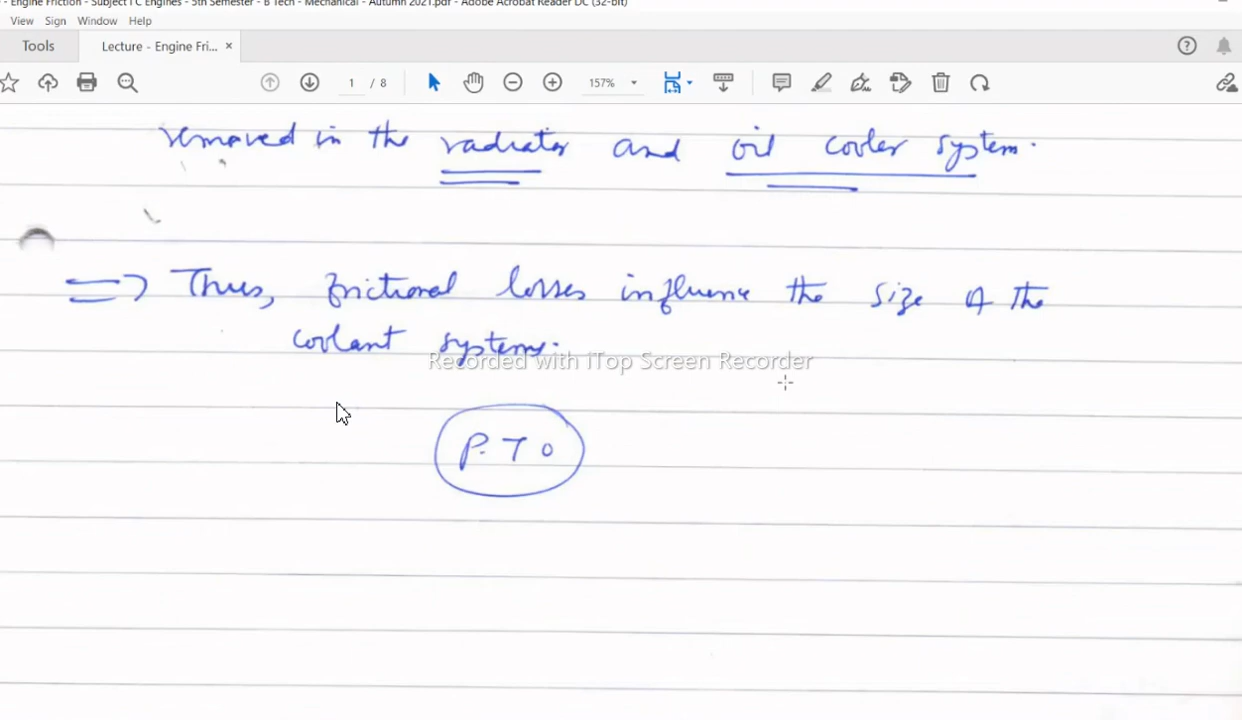 - Engine Friction - Subject I C Engines - 5th Semester - B Tech - Mechanical - Autumn 2021.pdf - Adobe Acrobat Reader DC (32-bit)
View Sign Window Help
Tools Lecture - Engine Fri... ×
1 / 8 157%
removed in the radiator and oil cooler system.
⇒ Thus, frictional losses influence the size of the
coolant systems.
Recorded with iTop Screen Recorder
P.T O